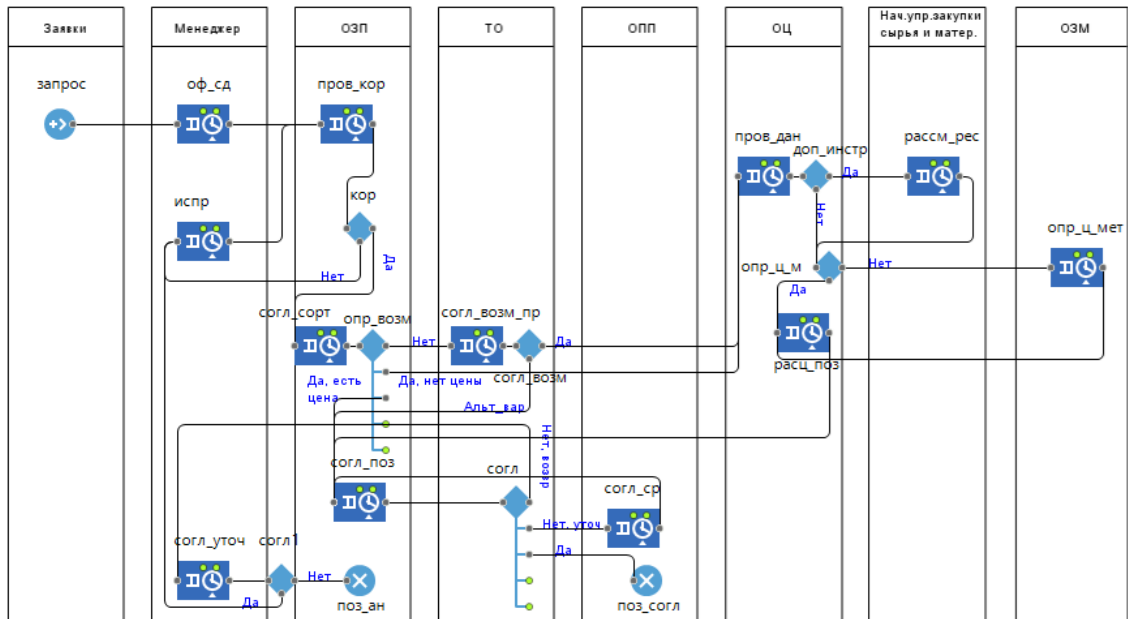 Заявки
Менеджер
ОЗП
ТО
ОПП
ОЦ
Нач.упр.закупки
сырья и матер.
ОЗМ
запрос
оф_сд
пров_кор
пров_дан
доп_инстр
рассм_рес
Да
Нет
испр
кор
Нет
Да
опр_ц_м
Да
Нет
опр_ц_мет
согл_сорт
опр_возм
Нет
согл_возм_пр
Да
согл_возм
расц_поз
Да, есть
цена
Да, нет цены
Альт_вар
Нет, возвр
согл_поз
согл
согл_ср
Нет, уточ
Да
согл_уточ
согл1
Нет
Да
поз_ан
поз_согл